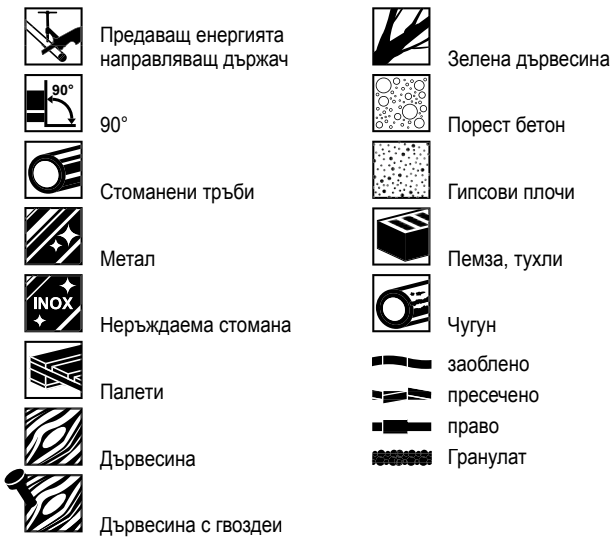 Предаващ енергията
направляващ държач
90°
90°
Стоманени тръби
Метал
INOX
Неръждаема стомана
Палети
Дървесина
Дървесина с гвоздеи
Зелена дървесина
Порест бетон
Гипсови плочи
Пемза, тухли
Чугун
заоблено
пресечено
право
Гранулат